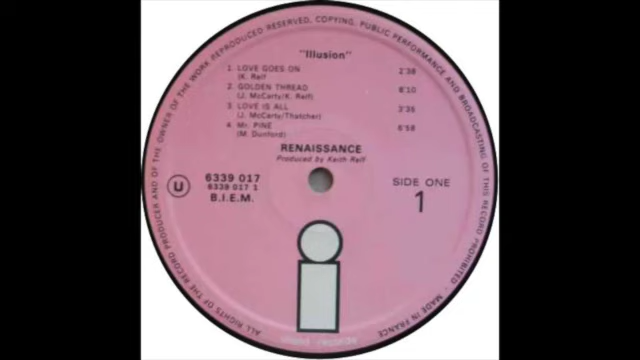 ALL RIGHTS OF THE RECORD PRODUCER AND OF THE OWNER OF THE WORK REPRODUCED RESERVED, COPYING, PUBLIC PERFORMANCE AND BROADCASTING OF THIS RECORD PROHIBITED - MADE IN FRANCE
"Illusion"
1. LOVE GOES ON 2'38
(K. Relf
2. GOLDEN THREAD 8'10
(J. McCarty/K. Relf)
3. LOVE IS ALL 3'35
(J. McCarty/Thatcher)
4. Mr. PINE 6'58
(M. Dunford)
RENAISSANCE
Produced by Keith Relf
U
6339 017
6339 017 1
B.I.E.M.
SIDE ONE
1
i
island records